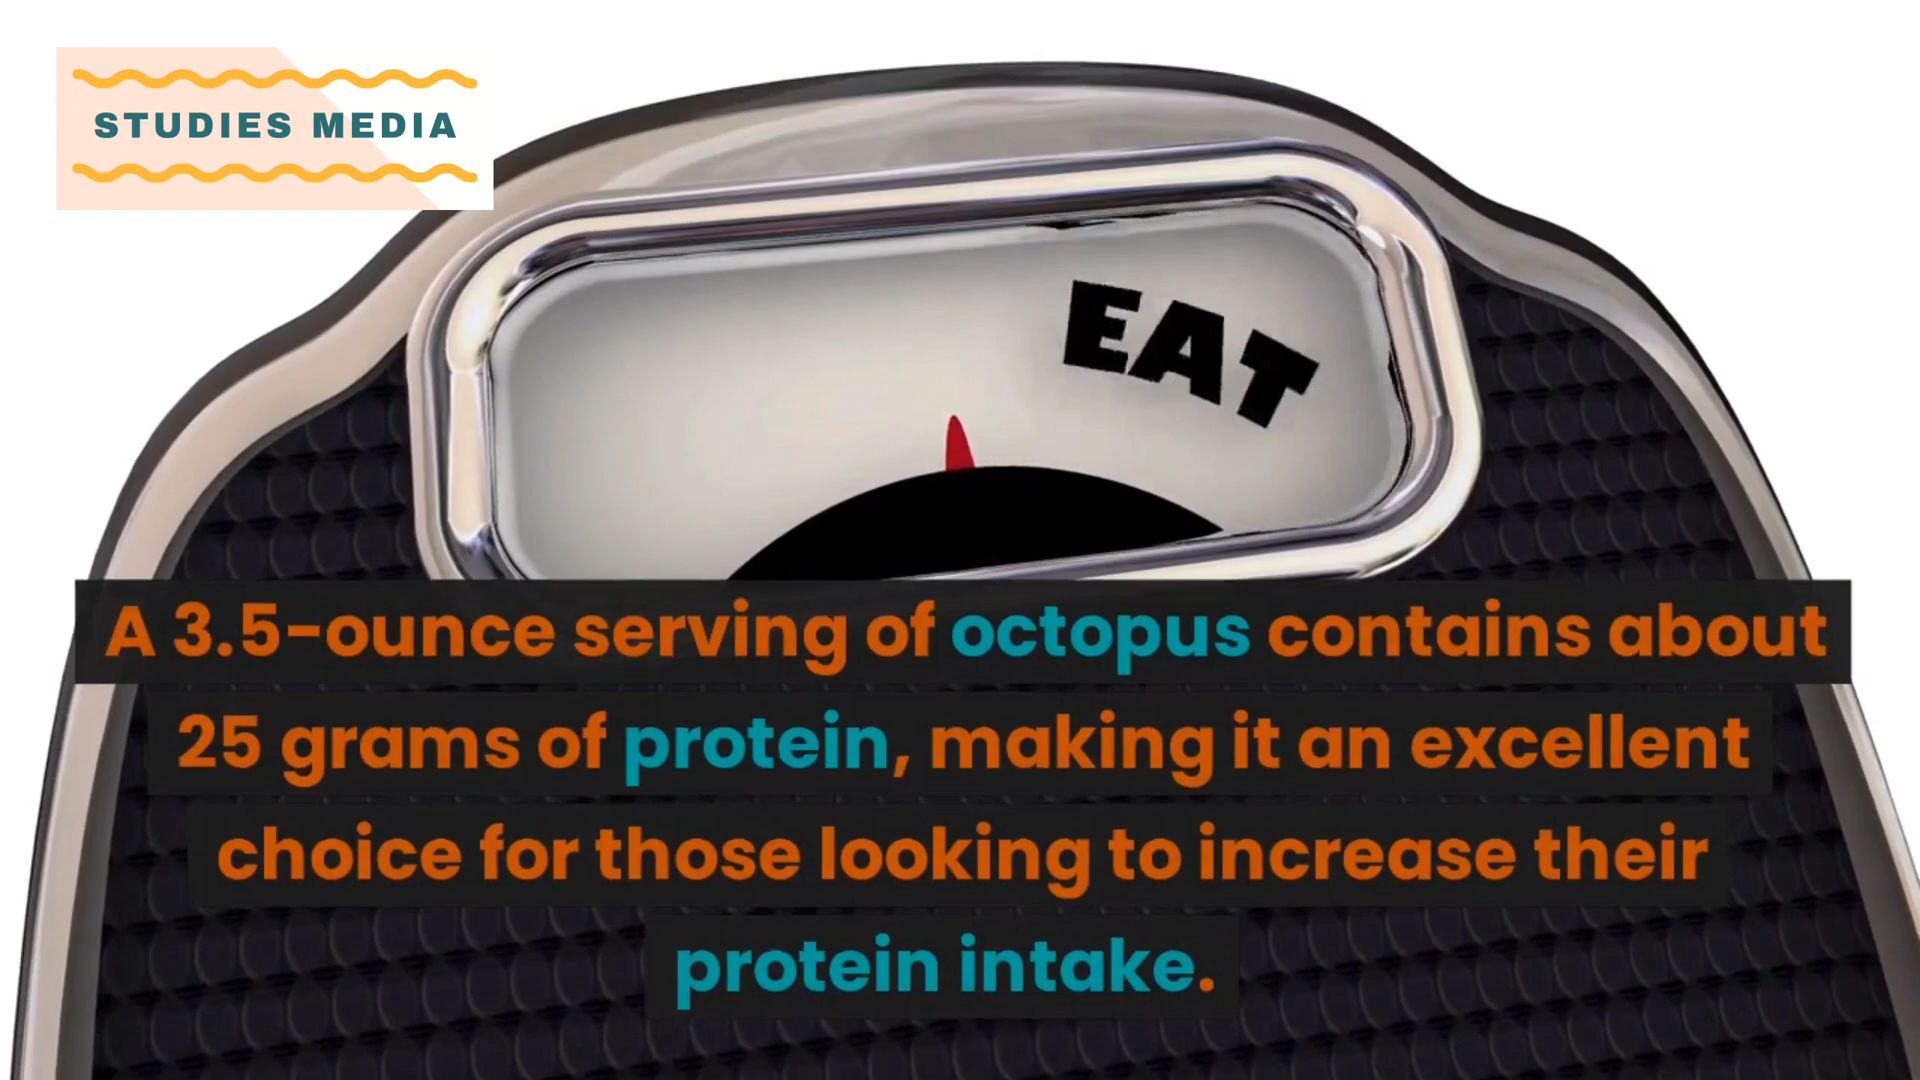 STUDIES MEDIA
EAT
A 3.5-ounce serving of octopus contains about
25 grams of protein, making it an excellent
choice for those looking to increase their
protein intake.